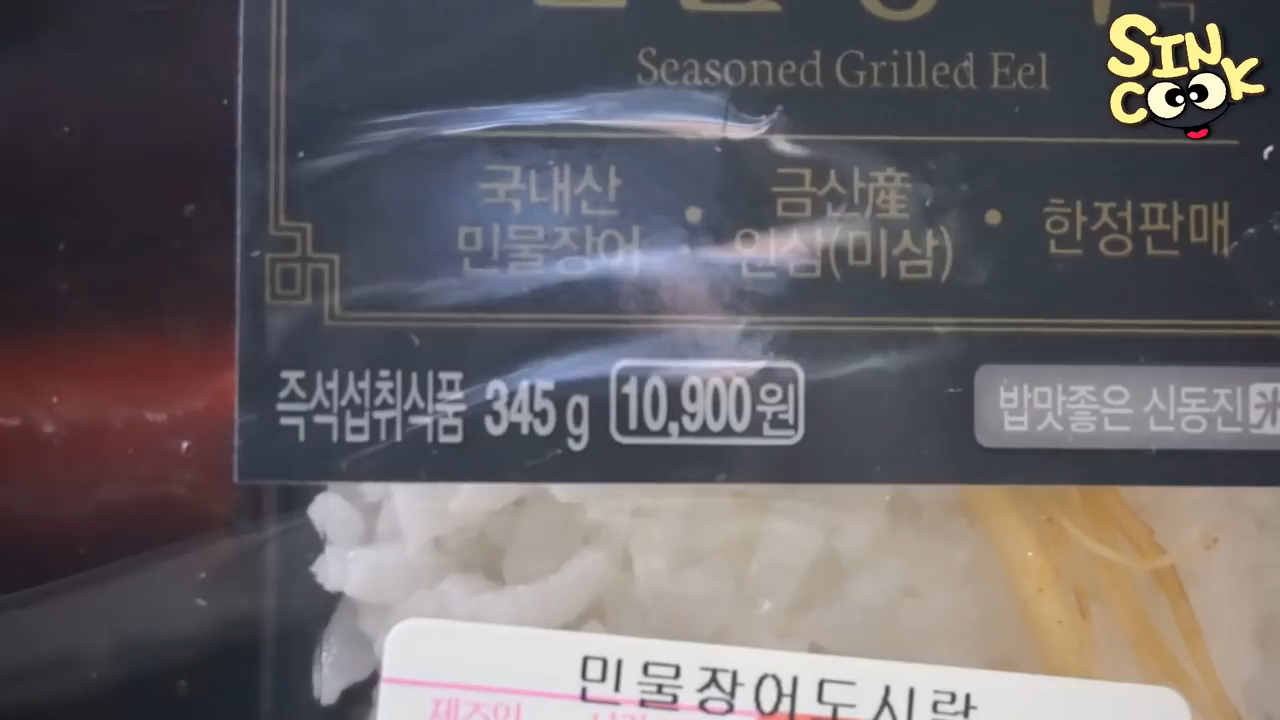 SIN COOK
Seasoned Grilled Eel
국내산
민물장어
금산産
인삼(미삼)
한정판매
즉석섭취식품 345 g 10,900원
밥맛좋은 신동진米
민물장어도시락